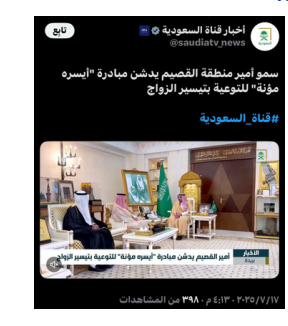 أخبار قناة السعودية
تابع
@saudiatv_news
سمو أمير منطقة القصيم يدشن مبادرة "أيسره
مؤنة" للتوعية بتيسير الزواج
#قناة_السعودية
الأخبار
بريدة
أمير القصيم يدشن مبادرة "أيسره مؤنة" للتوعية بتيسير الزواج
٢٠٢٥/٧/١٧ · ٤:١٣ م · ٣٩٨ من المشاهدات